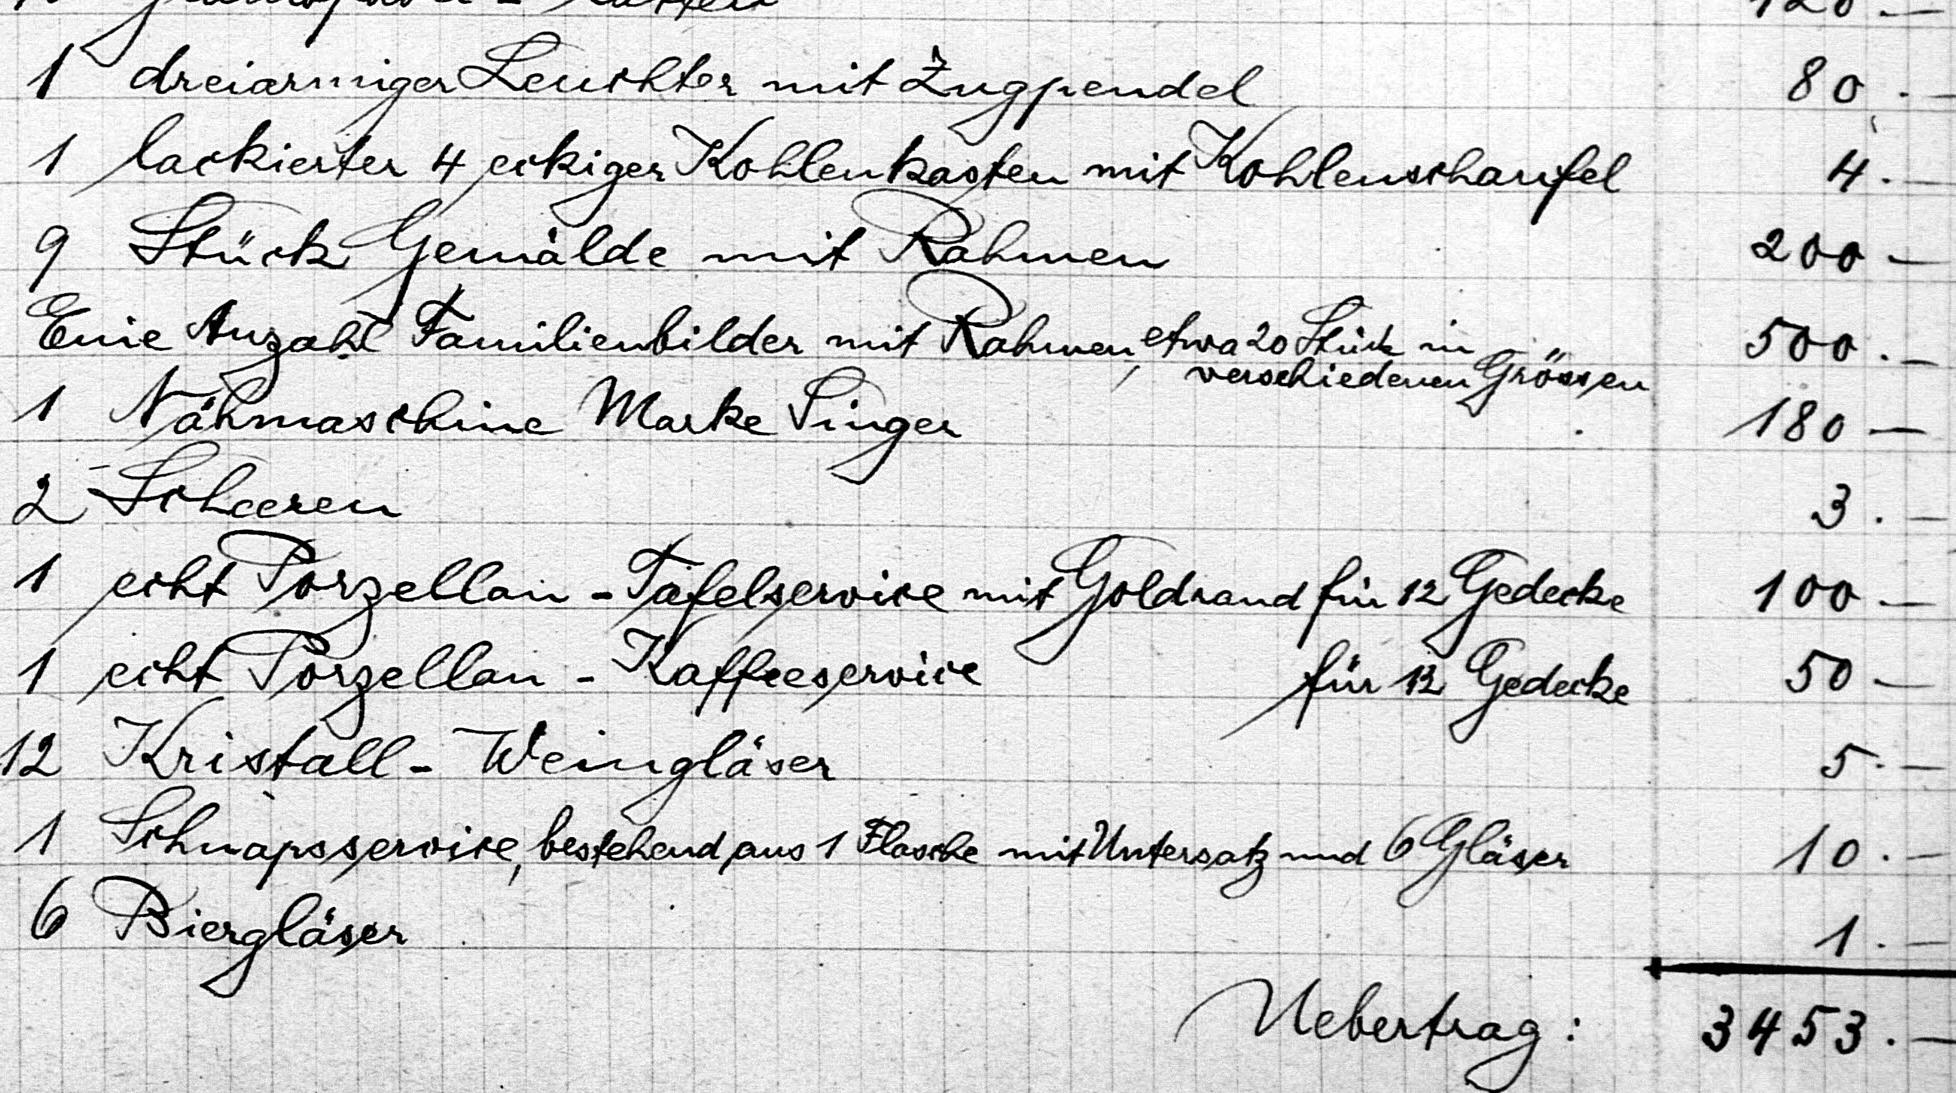 120.—
1 dreiarmiger Leuchter mit Zugpendel 80.—
1 lackierter 4 eckiger Kohlenkasten mit Kohlenschaufel 4.—
9 Stück Gemälde mit Rahmen 200—
Eine Anzahl Familienbilder mit Rahmen, etwa 20 Stück in 500.—
verschiedenen Grössen
1 Nähmaschine Marke Singer 180—
2 Scheeren 3.—
1 echt Porzellan-Tafelservice mit Goldrand für 12 Gedecke 100—
1 echt Porzellan-Kaffeeservice für 12 Gedecke 50—
12 Kristall-Weingläser 5.—
1 Schnapsservice, bestehend aus 1 Flasche mit Untersatz und 6 Gläser 10.—
6 Biergläser 1.—
Uebertrag: 3453.—